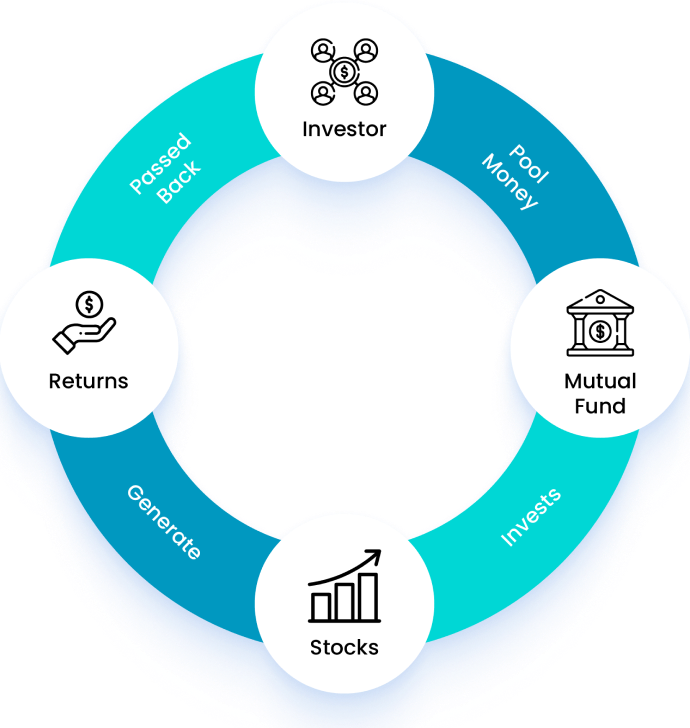 Investor
Pool
Money
Mutual
Fund
Invests
Stocks
Generate
Returns
Passed
Back